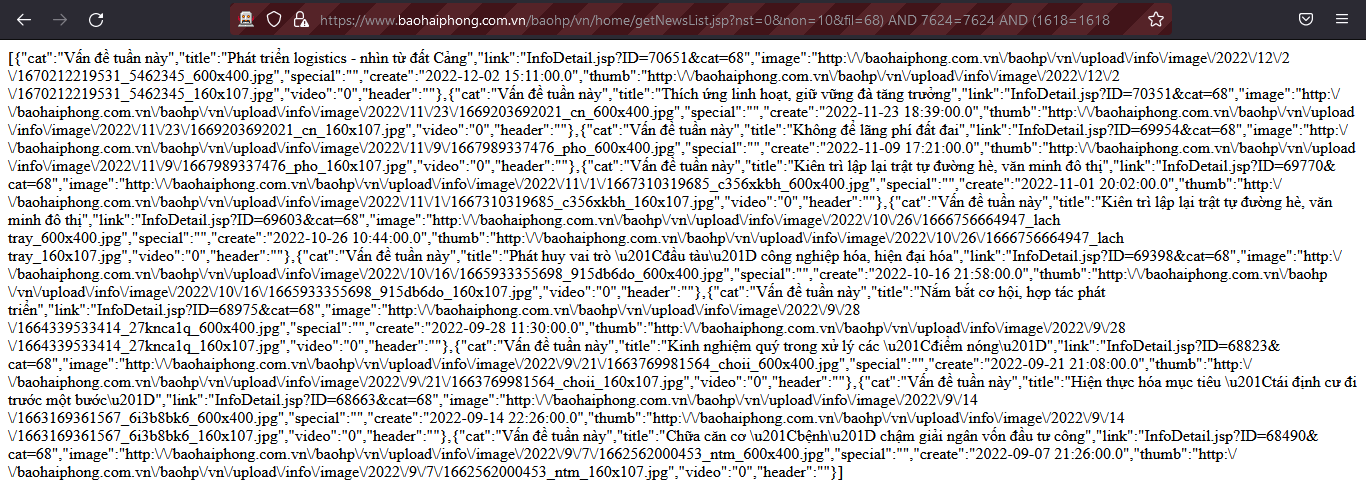 https://www.baohaiphong.com.vn/baohp/vn/home/getNewsList.jsp?nst=0&non=10&fil=68) AND 7624=7624 AND (1618=1618
[{"cat":"Vấn đề tuần này","title":"Phát triển logistics - nhìn từ đất Cảng","link":"InfoDetail.jsp?ID=70651&cat=68","image":"http:\/\/baohaiphong.com.vn\/baohp\/vn\/upload\/info\/image\/2022\/12\/2
\/1670212219531_5462345_600x400.jpg","special":"","create":"2022-12-02 15:11:00.0","thumb":"http:\/\/baohaiphong.com.vn\/baohp\/vn\/upload\/info\/image\/2022\/12\/2
\/1670212219531_5462345_160x107.jpg","video":"0","header":""},{"cat":"Vấn đề tuần này","title":"Thích ứng linh hoạt, giữ vững đà tăng trưởng","link":"InfoDetail.jsp?ID=70351&cat=68","image":"http:\/
\/baohaiphong.com.vn\/baohp\/vn\/upload\/info\/image\/2022\/11\/23\/1669203692021_cn_600x400.jpg","special":"","create":"2022-11-23 18:39:00.0","thumb":"http:\/\/baohaiphong.com.vn\/baohp\/vn\/upload
\/info\/image\/2022\/11\/23\/1669203692021_cn_160x107.jpg","video":"0","header":""},{"cat":"Vấn đề tuần này","title":"Không để lãng phí đất đai","link":"InfoDetail.jsp?ID=69954&cat=68","image":"http:\/
\/baohaiphong.com.vn\/baohp\/vn\/upload\/info\/image\/2022\/11\/9\/1667989337476_pho_600x400.jpg","special":"","create":"2022-11-09 17:21:00.0","thumb":"http:\/\/baohaiphong.com.vn\/baohp\/vn\/upload
\/info\/image\/2022\/11\/9\/1667989337476_pho_160x107.jpg","video":"0","header":""},{"cat":"Vấn đề tuần này","title":"Kiên trì lập lại trật tự đường hè, văn minh đô thị","link":"InfoDetail.jsp?ID=69770&
cat=68","image":"http:\/\/baohaiphong.com.vn\/baohp\/vn\/upload\/info\/image\/2022\/11\/1\/1667310319685_c356xkbh_600x400.jpg","special":"","create":"2022-11-01 20:02:00.0","thumb":"http:\/
\/baohaiphong.com.vn\/baohp\/vn\/upload\/info\/image\/2022\/11\/1\/1667310319685_c356xkbh_160x107.jpg","video":"0","header":""},{"cat":"Vấn đề tuần này","title":"Kiên trì lập lại trật tự đường hè, văn
minh đô thị","link":"InfoDetail.jsp?ID=69603&cat=68","image":"http:\/\/baohaiphong.com.vn\/baohp\/vn\/upload\/info\/image\/2022\/10\/26\/1666756664947_lach
tray_600x400.jpg","special":"","create":"2022-10-26 10:44:00.0","thumb":"http:\/\/baohaiphong.com.vn\/baohp\/vn\/upload\/info\/image\/2022\/10\/26\/1666756664947_lach
tray_160x107.jpg","video":"0","header":""},{"cat":"Vấn đề tuần này","title":"Phát huy vai trò \u201Cđầu tàu\u201D công nghiệp hóa, hiện đại hóa","link":"InfoDetail.jsp?ID=69398&cat=68","image":"http:\/
\/baohaiphong.com.vn\/baohp\/vn\/upload\/info\/image\/2022\/10\/16\/1665933355698_915db6do_600x400.jpg","special":"","create":"2022-10-16 21:58:00.0","thumb":"http:\/\/baohaiphong.com.vn\/baohp
\/vn\/upload\/info\/image\/2022\/10\/16\/1665933355698_915db6do_160x107.jpg","video":"0","header":""},{"cat":"Vấn đề tuần này","title":"Nắm bắt cơ hội, hợp tác phát
triển","link":"InfoDetail.jsp?ID=68975&cat=68","image":"http:\/\/baohaiphong.com.vn\/baohp\/vn\/upload\/info\/image\/2022\/9\/28
\/1664339533414_27knca1q_600x400.jpg","special":"","create":"2022-09-28 11:30:00.0","thumb":"http:\/\/baohaiphong.com.vn\/baohp\/vn\/upload\/info\/image\/2022\/9\/28
\/1664339533414_27knca1q_160x107.jpg","video":"0","header":""},{"cat":"Vấn đề tuần này","title":"Kinh nghiệm quý trong xử lý các \u201Cđiểm nóng\u201D","link":"InfoDetail.jsp?ID=68823&
cat=68","image":"http:\/\/baohaiphong.com.vn\/baohp\/vn\/upload\/info\/image\/2022\/9\/21\/1663769981564_choii_600x400.jpg","special":"","create":"2022-09-21 21:08:00.0","thumb":"http:\/
\/baohaiphong.com.vn\/baohp\/vn\/upload\/info\/image\/2022\/9\/21\/1663769981564_choii_160x107.jpg","video":"0","header":""},{"cat":"Vấn đề tuần này","title":"Hiện thực hóa mục tiêu \u201Ctái định cư đi
trước một bước\u201D","link":"InfoDetail.jsp?ID=68663&cat=68","image":"http:\/\/baohaiphong.com.vn\/baohp\/vn\/upload\/info\/image\/2022\/9\/14
\/1663169361567_6i3b8bk6_600x400.jpg","special":"","create":"2022-09-14 22:26:00.0","thumb":"http:\/\/baohaiphong.com.vn\/baohp\/vn\/upload\/info\/image\/2022\/9\/14
\/1663169361567_6i3b8bk6_160x107.jpg","video":"0","header":""},{"cat":"Vấn đề tuần này","title":"Chữa căn cơ \u201Cbệnh\u201D chậm giải ngân vốn đầu tư công","link":"InfoDetail.jsp?ID=68490&
cat=68","image":"http:\/\/baohaiphong.com.vn\/baohp\/vn\/upload\/info\/image\/2022\/9\/7\/1662562000453_ntm_600x400.jpg","special":"","create":"2022-09-07 21:26:00.0","thumb":"http:\/
\/baohaiphong.com.vn\/baohp\/vn\/upload\/info\/image\/2022\/9\/7\/1662562000453_ntm_160x107.jpg","video":"0","header":""}]